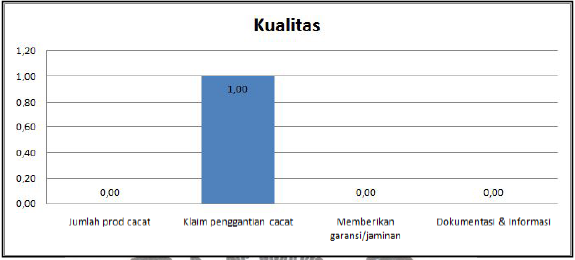 Kualitas
1,20
1,00
0,80
0,60
0,40
0,20
0,00
0,00
1,00
0,00
0,00
Jumlah prod cacat
Klaim penggantian cacat
Memberikan
garansi/jaminan
Dokumentasi & Informasi